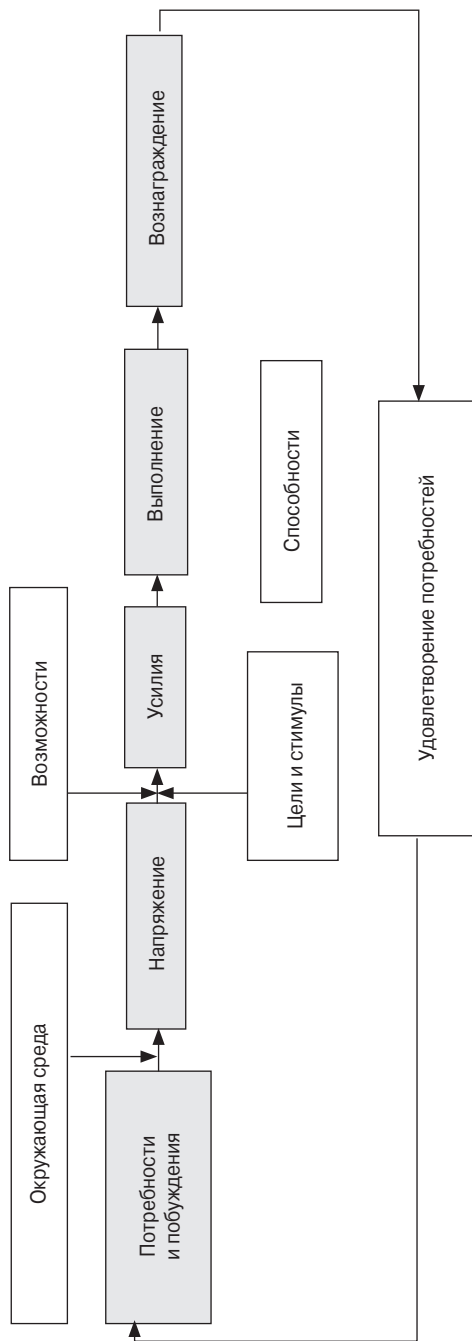 Окружающая среда
Возможности
Потребности
и побуждения
Напряжение
Усилия
Выполнение
Вознаграждение
Цели и стимулы
Способности
Удовлетворение потребностей